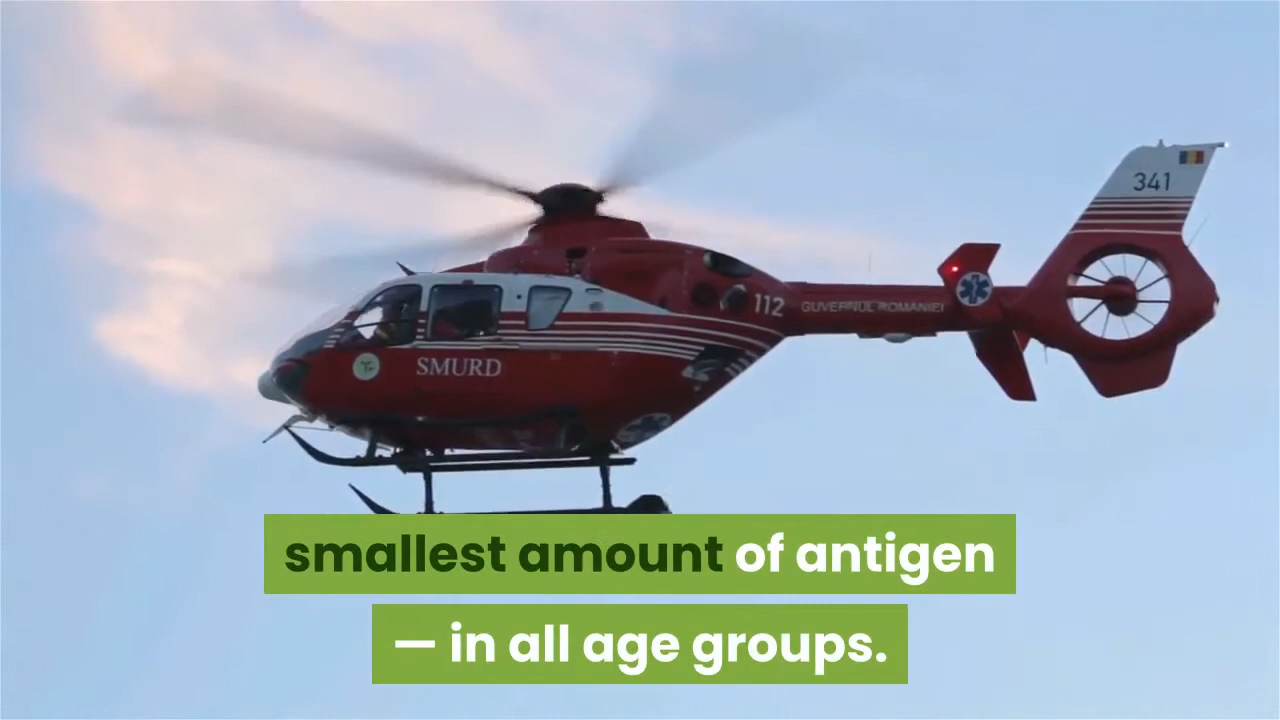 341
112
GUVERNUL ROMANIEI
SMURD
smallest amount of antigen
— in all age groups.